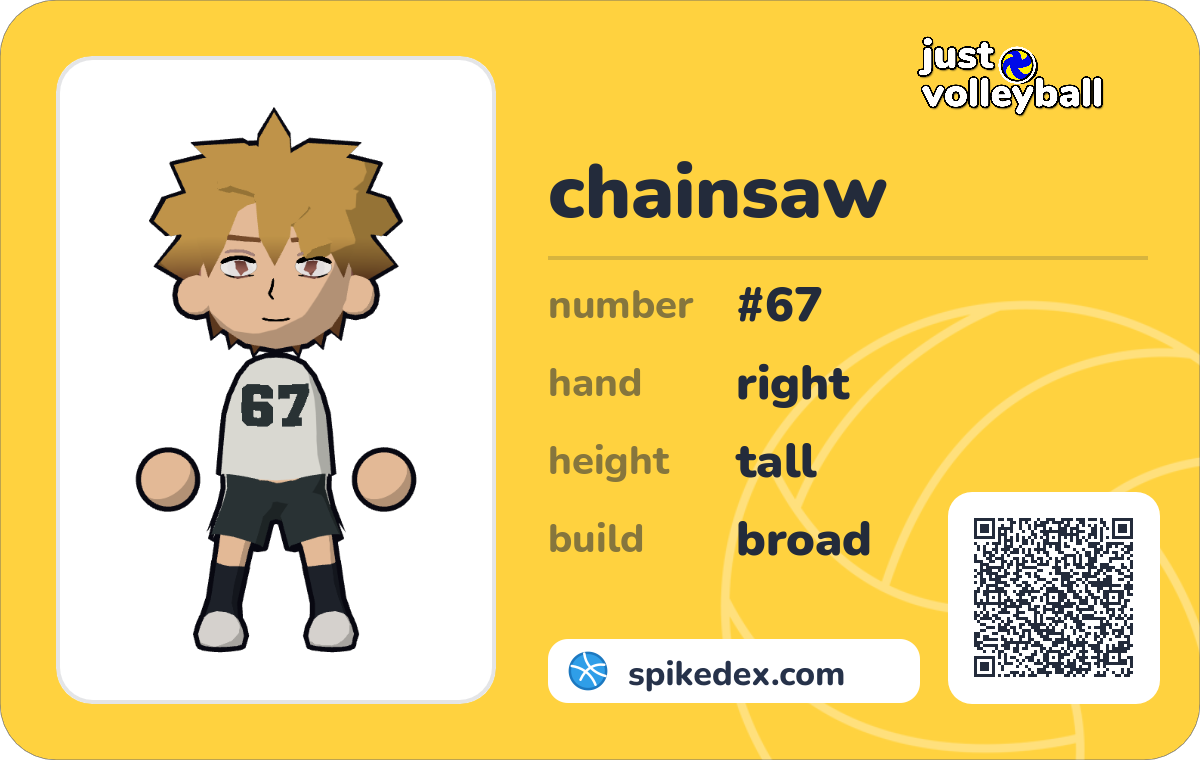 just
volleyball
chainsaw
number #67
hand right
height tall
build broad
67
spikedex.com